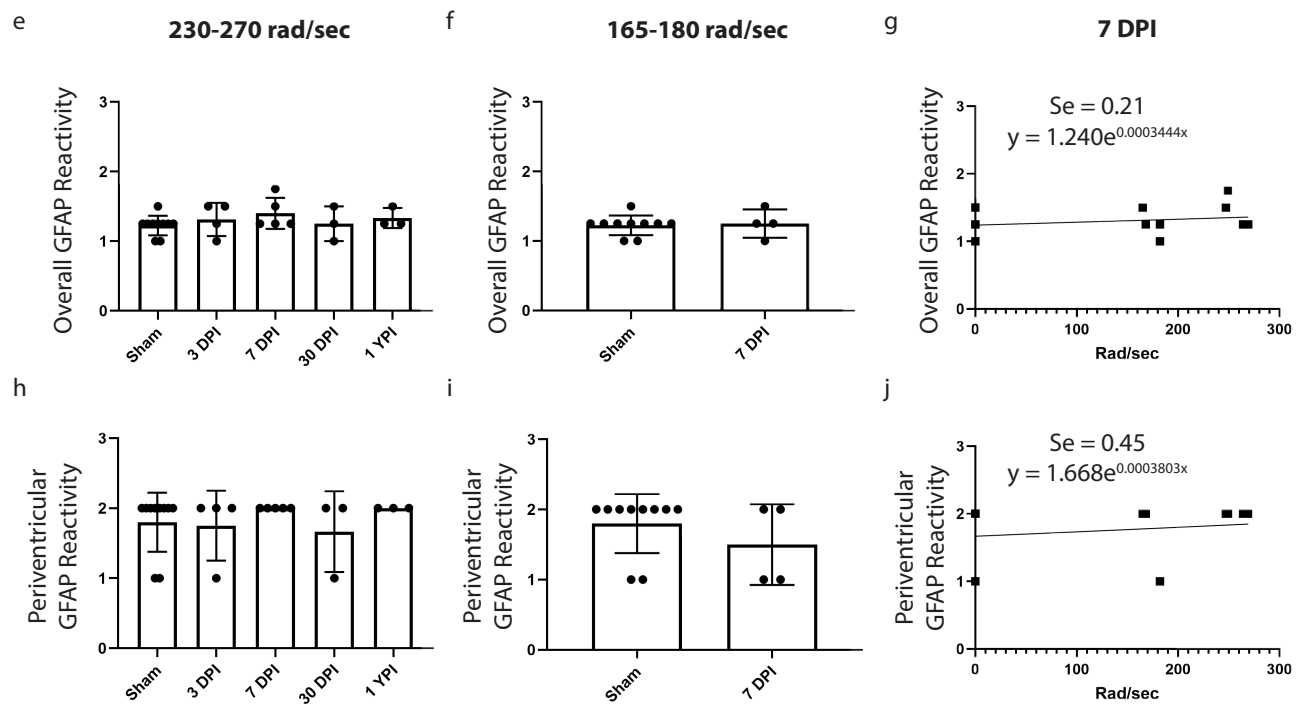 e
230-270 rad/sec
Overall GFAP Reactivity
3
2
1
0
Sham
3 DPI
7 DPI
30 DPI
1 YPI
f
165-180 rad/sec
Overall GFAP Reactivity
3
2
1
0
Sham
7 DPI
g
7 DPI
Se = 0.21
y = 1.240e^0.0003444x
Overall GFAP Reactivity
3
2
1
0
0 100 200 300
Rad/sec
h
Periventricular
GFAP Reactivity
3
2
1
0
Sham
3 DPI
7 DPI
30 DPI
1 YPI
i
Periventricular
GFAP Reactivity
3
2
1
0
Sham
7 DPI
j
Se = 0.45
y = 1.668e^0.0003803x
Periventricular
GFAP Reactivity
3
2
1
0
0 100 200 300
Rad/sec